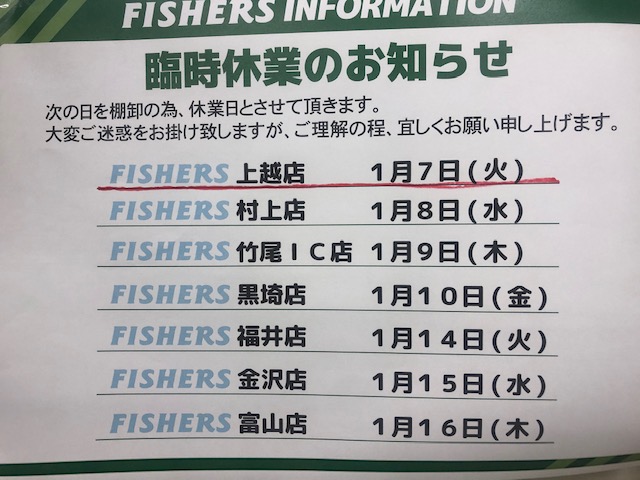 FISHERS INFORMATION
臨時休業のお知らせ
次の日を棚卸の為、休業日とさせて頂きます。
大変ご迷惑をお掛け致しますが、ご理解の程、宜しくお願い申し上げます。
FISHERS 上越店 1月7日(火)
FISHERS 村上店 1月8日(水)
FISHERS 竹尾IC店 1月9日(木)
FISHERS 黒埼店 1月10日(金)
FISHERS 福井店 1月14日(火)
FISHERS 金沢店 1月15日(水)
FISHERS 富山店 1月16日(木)